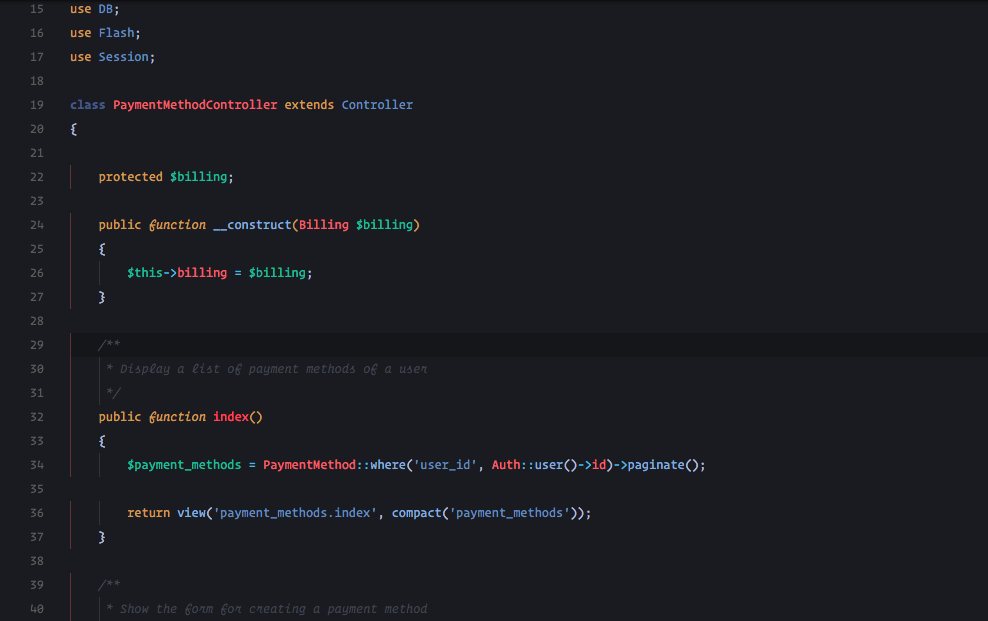 15 use DB;
16 use Flash;
17 use Session;
18
19 class PaymentMethodController extends Controller
20 {
21
22     protected $billing;
23
24     public function __construct(Billing $billing)
25     {
26         $this->billing = $billing;
27     }
28
29     /**
30      * Display a list of payment methods of a user
31      */
32     public function index()
33     {
34         $payment_methods = PaymentMethod::where('user_id', Auth::user()->id)->paginate();
35
36         return view('payment_methods.index', compact('payment_methods'));
37     }
38
39     /**
40      * Show the form for creating a payment method